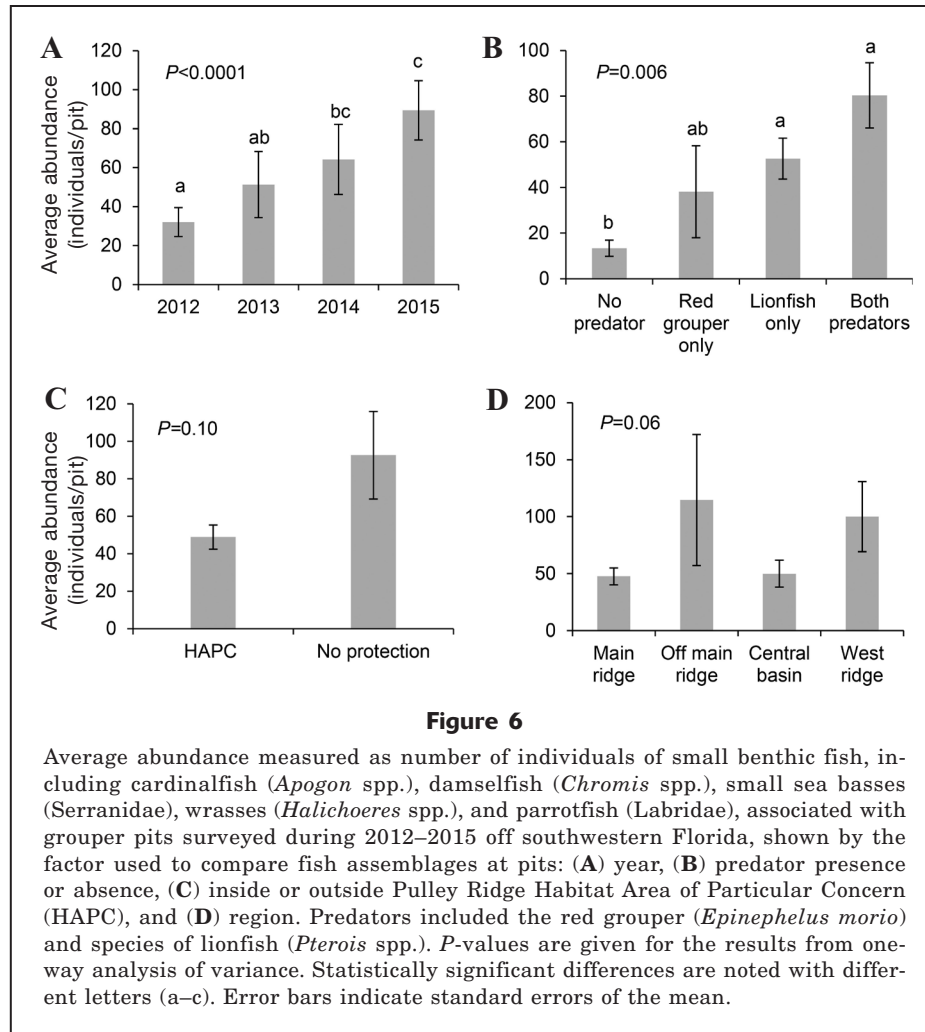 A
Average abundance
(individuals/pit)
120
100
80
60
40
20
0
P<0.0001
a
ab
bc
c
2012 2013 2014 2015
B
100
80
60
40
20
0
P=0.006
b
ab
a
a
No predator
Red grouper only
Lionfish only
Both predators
C
Average abundance
(individuals/pit)
120
100
80
60
40
20
0
P=0.10
HAPC No protection
D
200
150
100
50
0
P=0.06
Main ridge
Off main ridge
Central basin
West ridge
Figure 6
Average abundance measured as number of individuals of small benthic fish, in-
cluding cardinalfish (Apogon spp.), damselfish (Chromis spp.), small sea basses
(Serranidae), wrasses (Halichoeres spp.), and parrotfish (Labridae), associated with
grouper pits surveyed during 2012–2015 off southwestern Florida, shown by the
factor used to compare fish assemblages at pits: (A) year, (B) predator presence
or absence, (C) inside or outside Pulley Ridge Habitat Area of Particular Concern
(HAPC), and (D) region. Predators included the red grouper (Epinephelus morio)
and species of lionfish (Pterois spp.). P-values are given for the results from one-
way analysis of variance. Statistically significant differences are noted with differ-
ent letters (a–c). Error bars indicate standard errors of the mean.